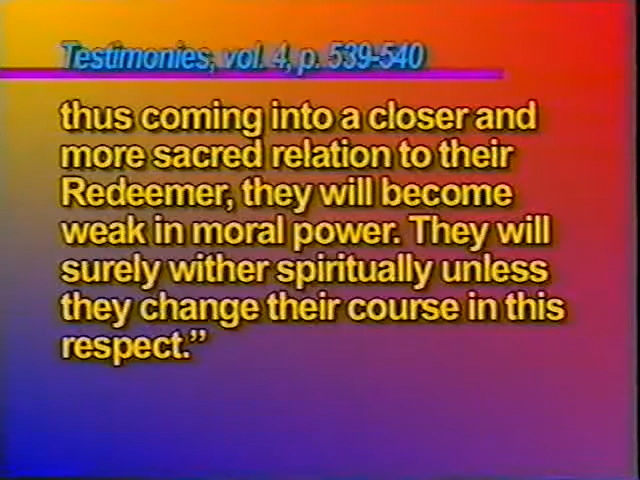 Testimonies, vol. 4, p. 539-540
thus coming into a closer and
more sacred relation to their
Redeemer, they will become
weak in moral power. They will
surely wither spiritually unless
they change their course in this
respect.”